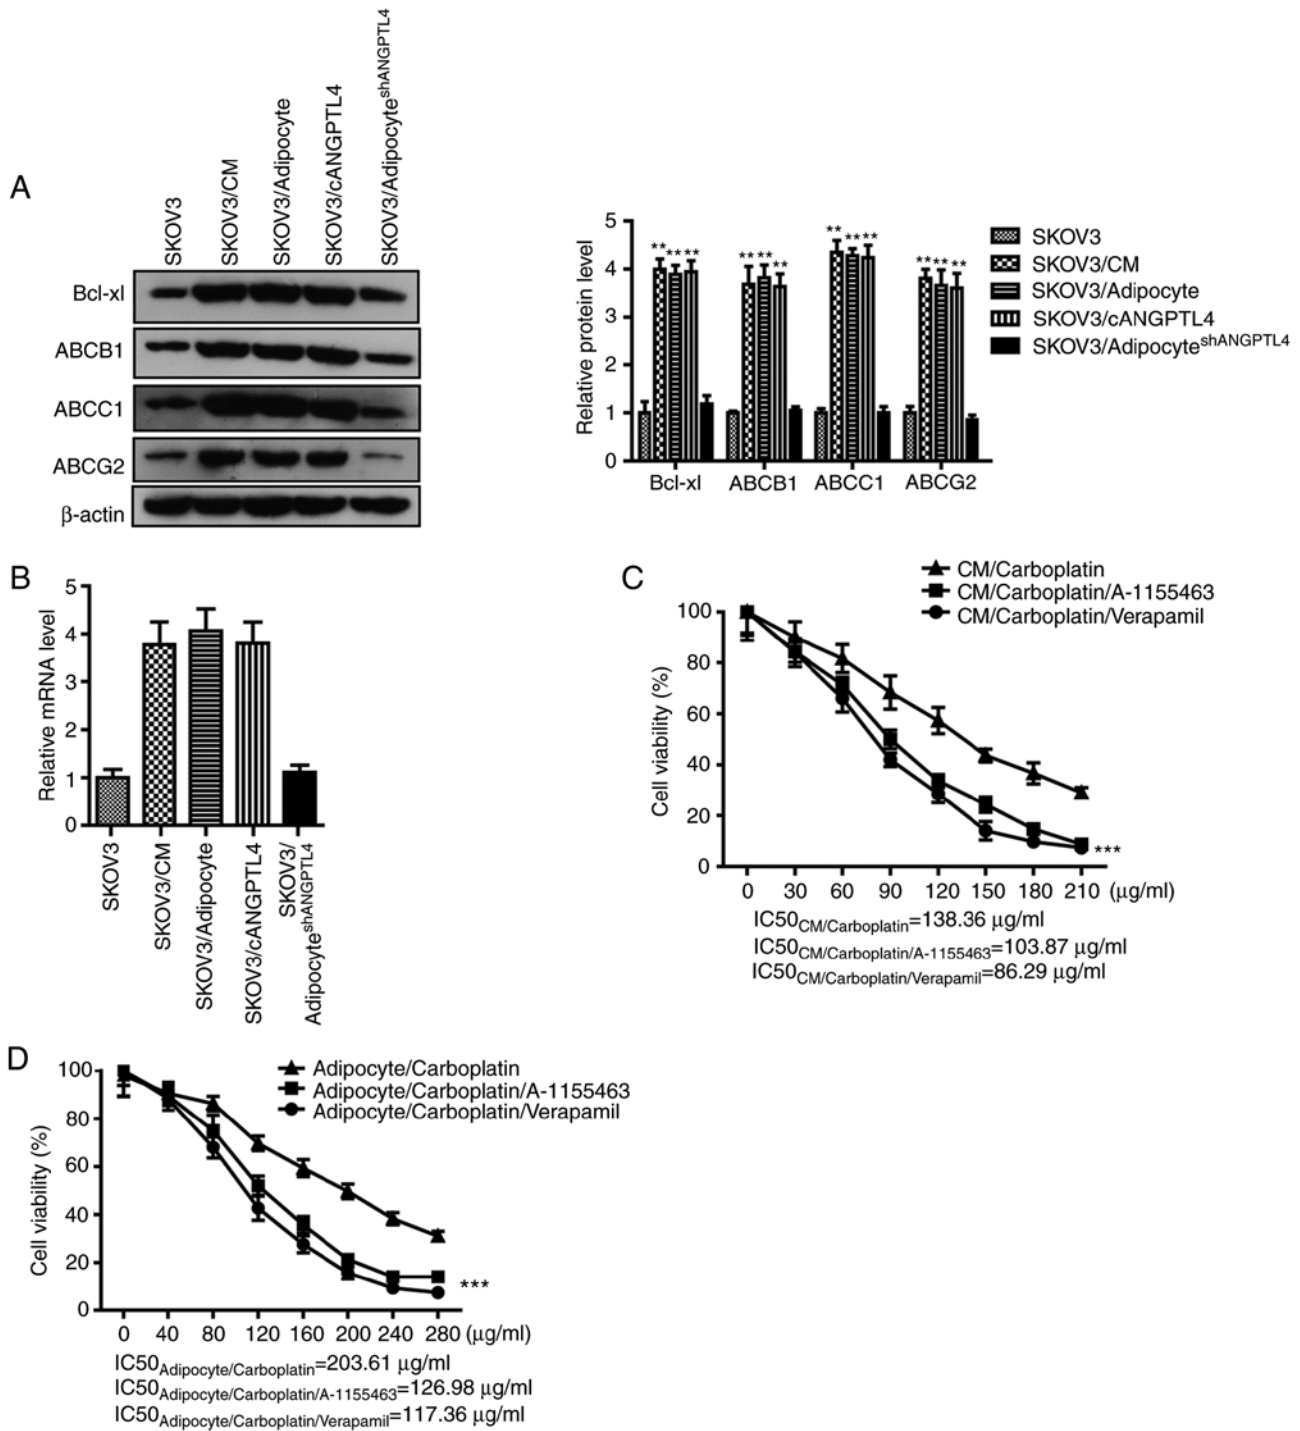 A
SKOV3
SKOV3/CM
SKOV3/Adipocyte
SKOV3/cANGPTL4
SKOV3/AdipocyteshANGPTL4
Bcl-xl
ABCB1
ABCC1
ABCG2
β-actin
Relative protein level
5
4
3
2
1
0
** ** **
** ** **
** ** **
** ** **
Bcl-xl ABCB1 ABCC1 ABCG2
SKOV3
SKOV3/CM
SKOV3/Adipocyte
SKOV3/cANGPTL4
SKOV3/AdipocyteshANGPTL4
B
Relative mRNA level
5
4
3
2
1
0
SKOV3
SKOV3/CM
SKOV3/Adipocyte
SKOV3/cANGPTL4
SKOV3/
AdipocyteshANGPTL4
C
CM/Carboplatin
CM/Carboplatin/A-1155463
CM/Carboplatin/Verapamil
Cell viability (%)
100
80
60
40
20
0
***
0 30 60 90 120 150 180 210 (µg/ml)
IC50CM/Carboplatin=138.36 µg/ml
IC50CM/Carboplatin/A-1155463=103.87 µg/ml
IC50CM/Carboplatin/Verapamil=86.29 µg/ml
D
Adipocyte/Carboplatin
Adipocyte/Carboplatin/A-1155463
Adipocyte/Carboplatin/Verapamil
Cell viability (%)
100
80
60
40
20
0
***
0 40 80 120 160 200 240 280 (µg/ml)
IC50Adipocyte/Carboplatin=203.61 µg/ml
IC50Adipocyte/Carboplatin/A-1155463=126.98 µg/ml
IC50Adipocyte/Carboplatin/Verapamil=117.36 µg/ml